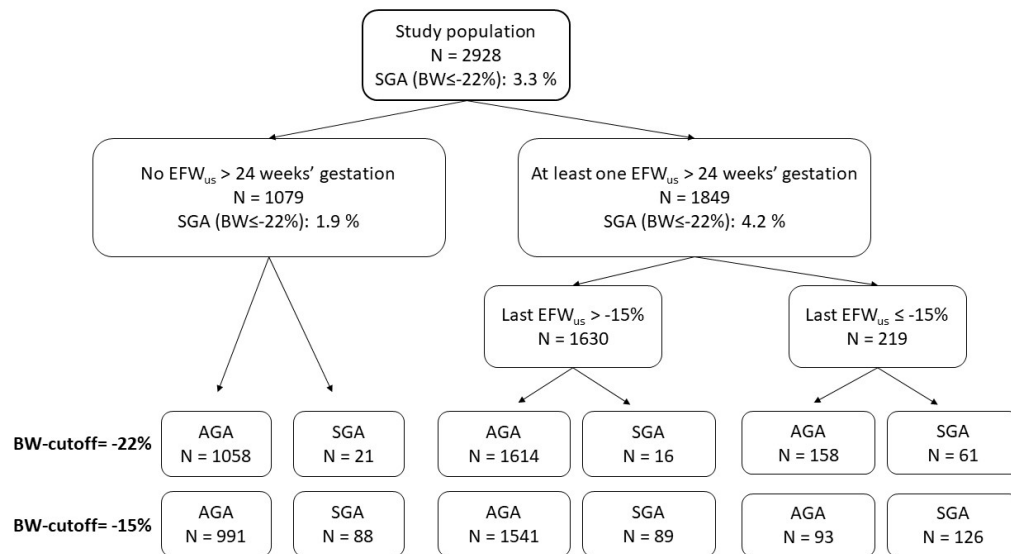 Study population
N = 2928
SGA (BW≤-22%): 3.3 %
No EFWus > 24 weeks’ gestation
N = 1079
SGA (BW≤-22%): 1.9 %
At least one EFWus > 24 weeks’ gestation
N = 1849
SGA (BW≤-22%): 4.2 %
Last EFWus > -15%
N = 1630
Last EFWus ≤ -15%
N = 219
BW-cutoff= -22%
AGA
N = 1058
SGA
N = 21
AGA
N = 1614
SGA
N = 16
AGA
N = 158
SGA
N = 61
BW-cutoff= -15%
AGA
N = 991
SGA
N = 88
AGA
N = 1541
SGA
N = 89
AGA
N = 93
SGA
N = 126